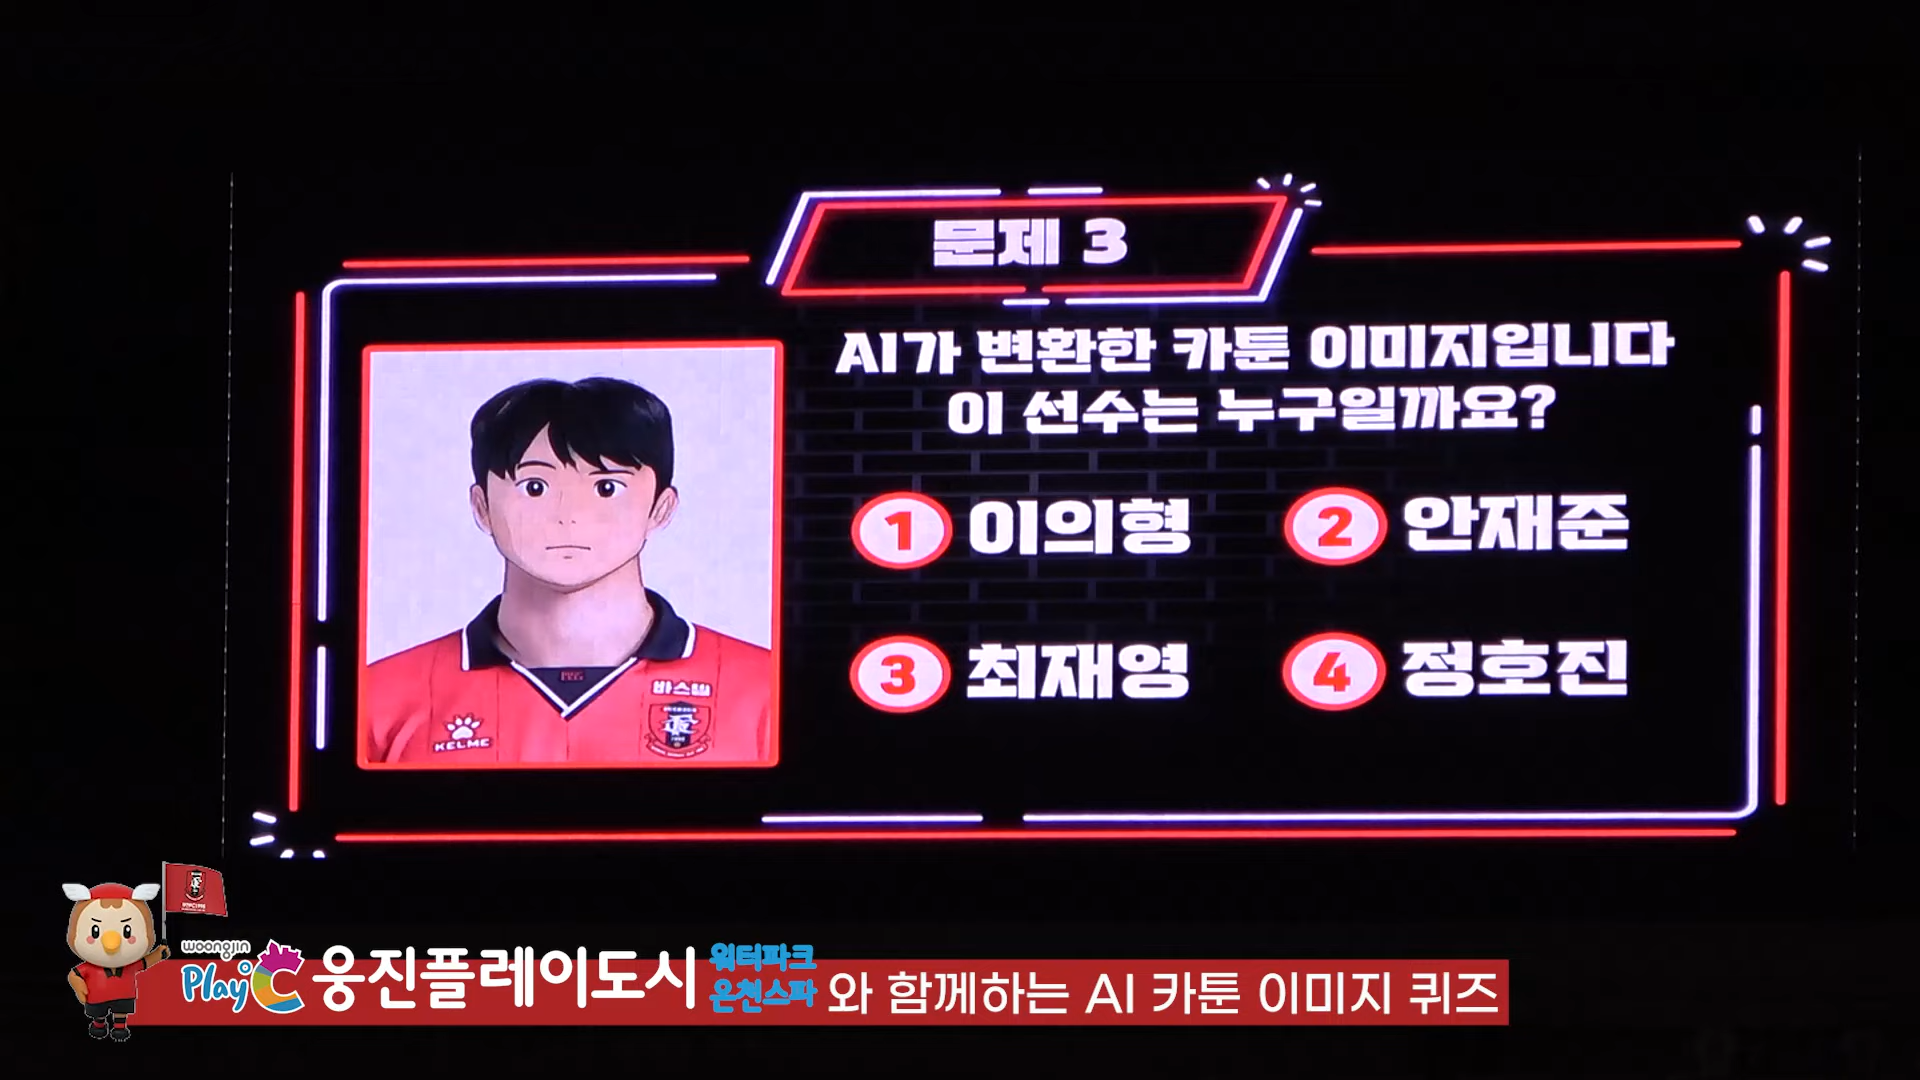 문제 3
AI가 변환한 카툰 이미지입니다
이 선수는 누구일까요?
1 이의형
2 안재준
3 최재영
4 정호진
바스템
KELME
1995
woongjin
Play C 웅진플레이도시 워터파크 온천스파 와 함께하는 AI 카툰 이미지 퀴즈